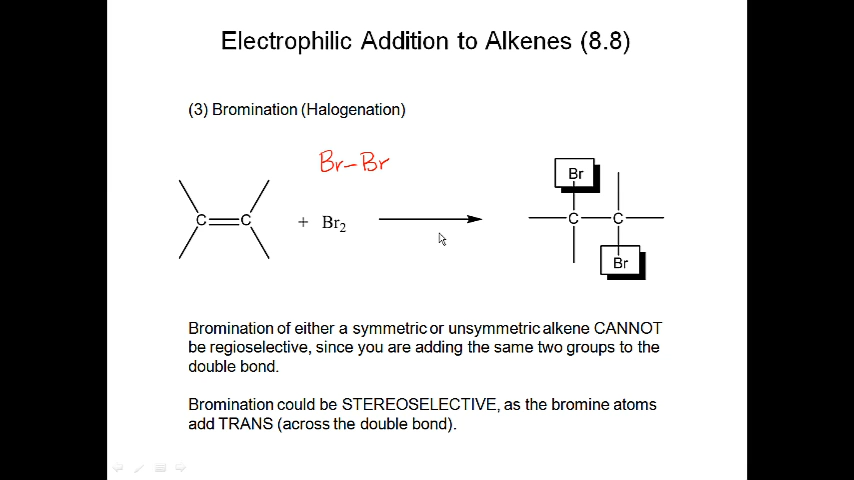 Electrophilic Addition to Alkenes (8.8)
(3) Bromination (Halogenation)
Br–Br
Br
C=C + Br₂ C C
Br
Bromination of either a symmetric or unsymmetric alkene CANNOT
be regioselective, since you are adding the same two groups to the
double bond.
Bromination could be STEREOSELECTIVE, as the bromine atoms
add TRANS (across the double bond).